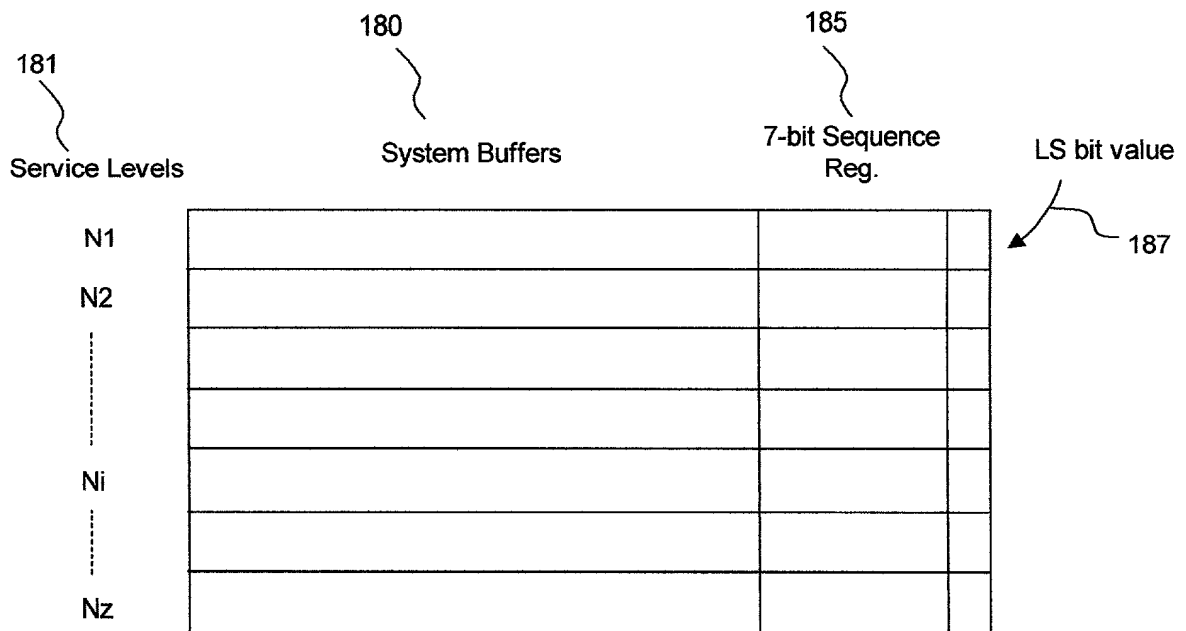 180
185
181
Service Levels
System Buffers
7-bit Sequence
Reg.
LS bit value
187
N1
N2
Ni
Nz